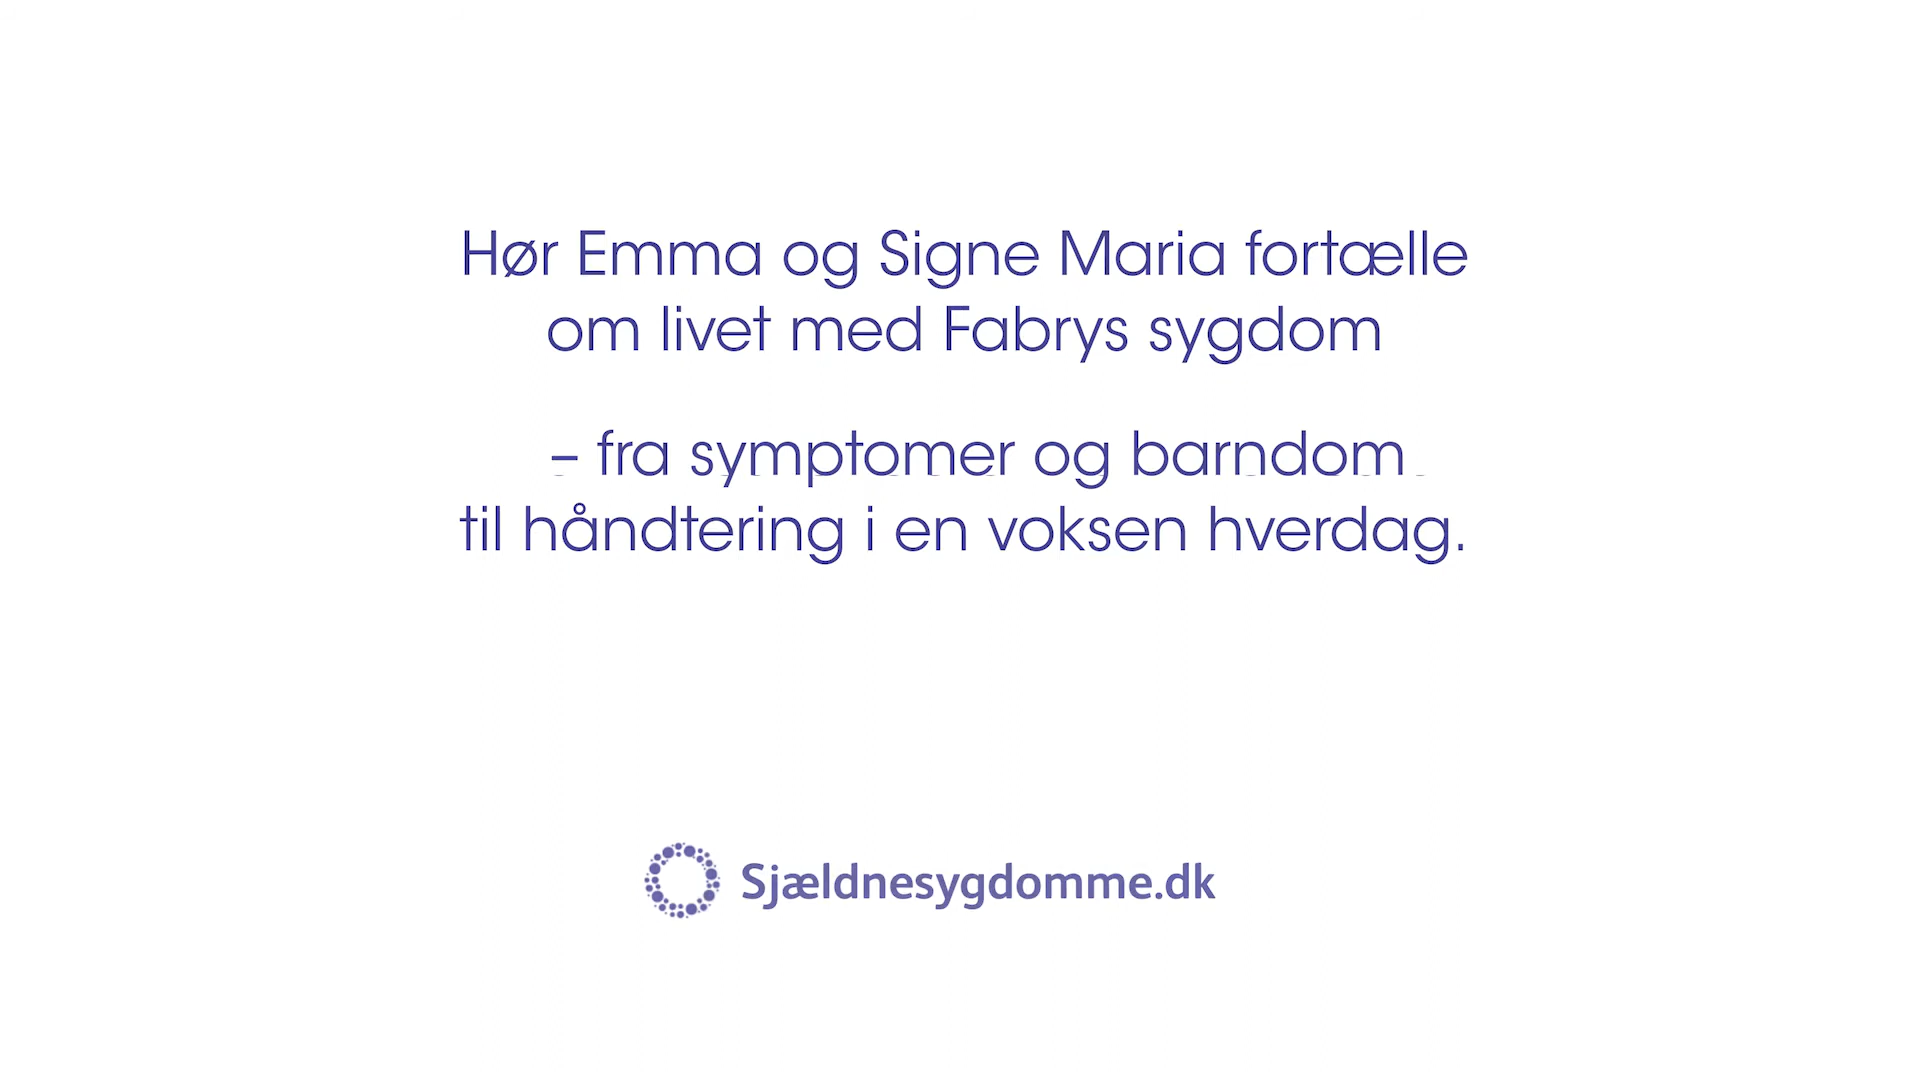 Hør Emma og Signe Maria fortælle
om livet med Fabrys sygdom
– fra symptomer og barndom
til håndtering i en voksen hverdag.
Sjældnesygdomme.dk